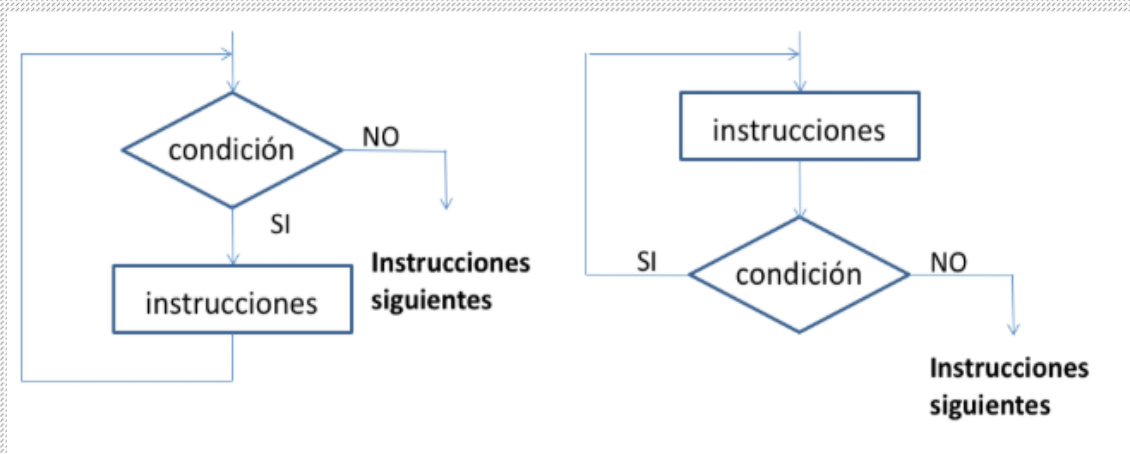 condición
NO
SI
instrucciones
Instrucciones
siguientes
instrucciones
SI
condición
NO
Instrucciones
siguientes